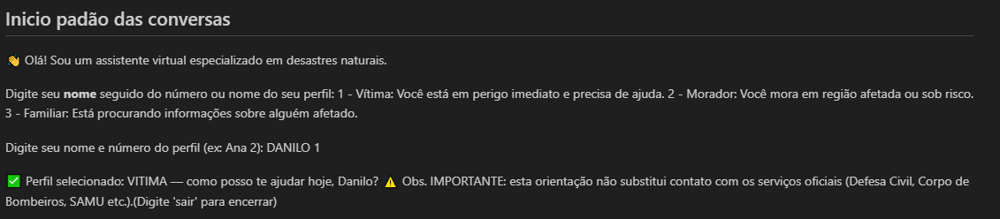 Inicio padão das conversas
👋 Olá! Sou um assistente virtual especializado em desastres naturais.
Digite seu nome seguido do número ou nome do seu perfil: 1 - Vítima: Você está em perigo imediato e precisa de ajuda. 2 - Morador: Você mora em região afetada ou sob risco.
3 - Familiar: Está procurando informações sobre alguém afetado.
Digite seu nome e número do perfil (ex: Ana 2): DANILO 1
✅ Perfil selecionado: VITIMA — como posso te ajudar hoje, Danilo? ⚠️ Obs. IMPORTANTE: esta orientação não substitui contato com os serviços oficiais (Defesa Civil, Corpo de
Bombeiros, SAMU etc.).(Digite 'sair' para encerrar)